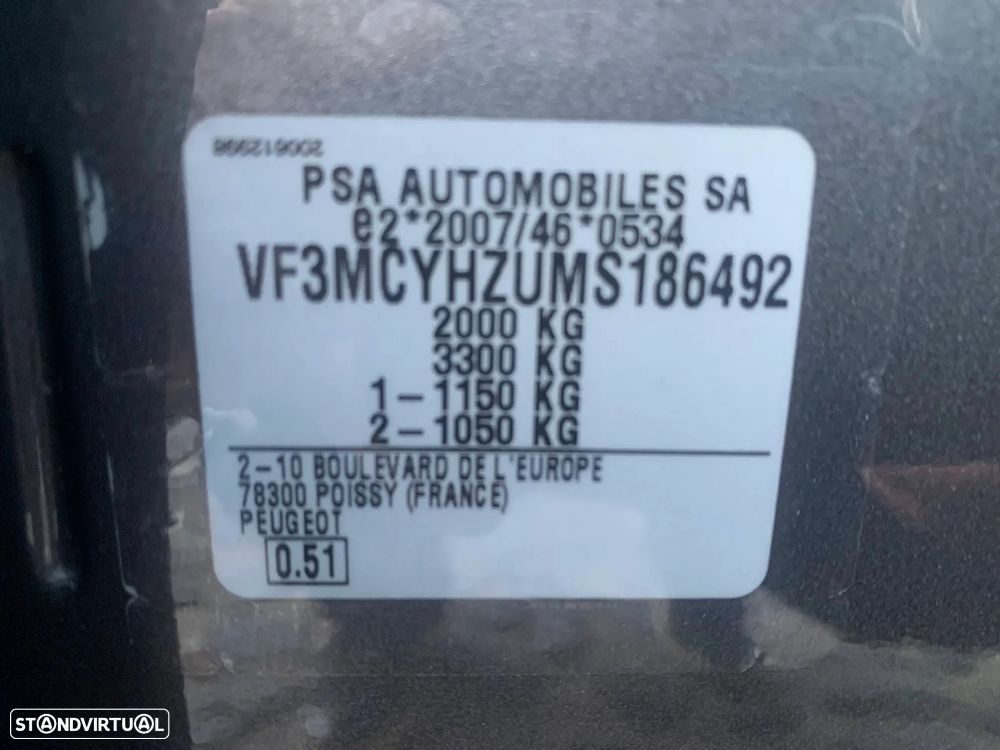 200612998
PSA AUTOMOBILES SA
e2*2007/46*0534
VF3MCYHZUMS186492
2000 KG
3300 KG
1-1150 KG
2-1050 KG
2-10 BOULEVARD DE L'EUROPE
78300 POISSY (FRANCE)
PEUGEOT
0.51
STANDVIRTUAL